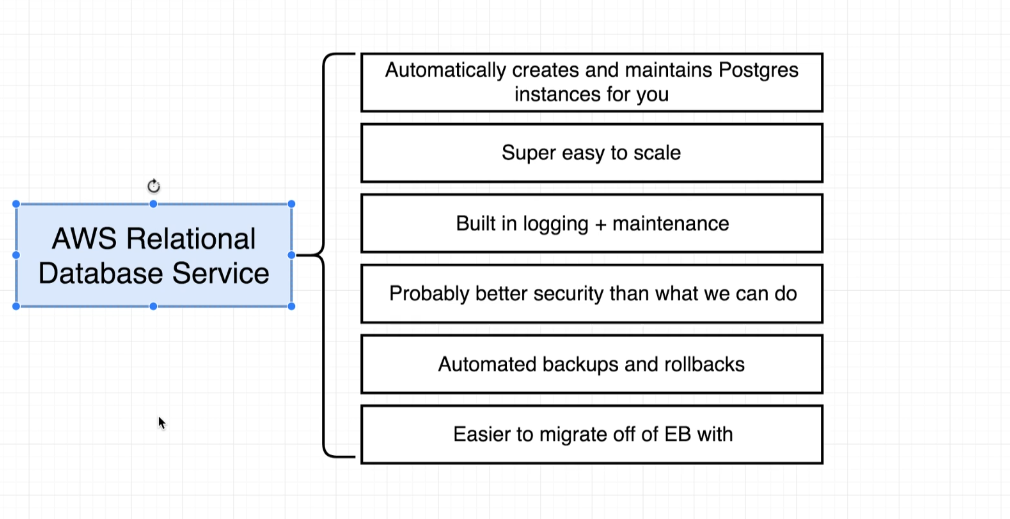 AWS Relational
Database Service
Automatically creates and maintains Postgres
instances for you
Super easy to scale
Built in logging + maintenance
Probably better security than what we can do
Automated backups and rollbacks
Easier to migrate off of EB with